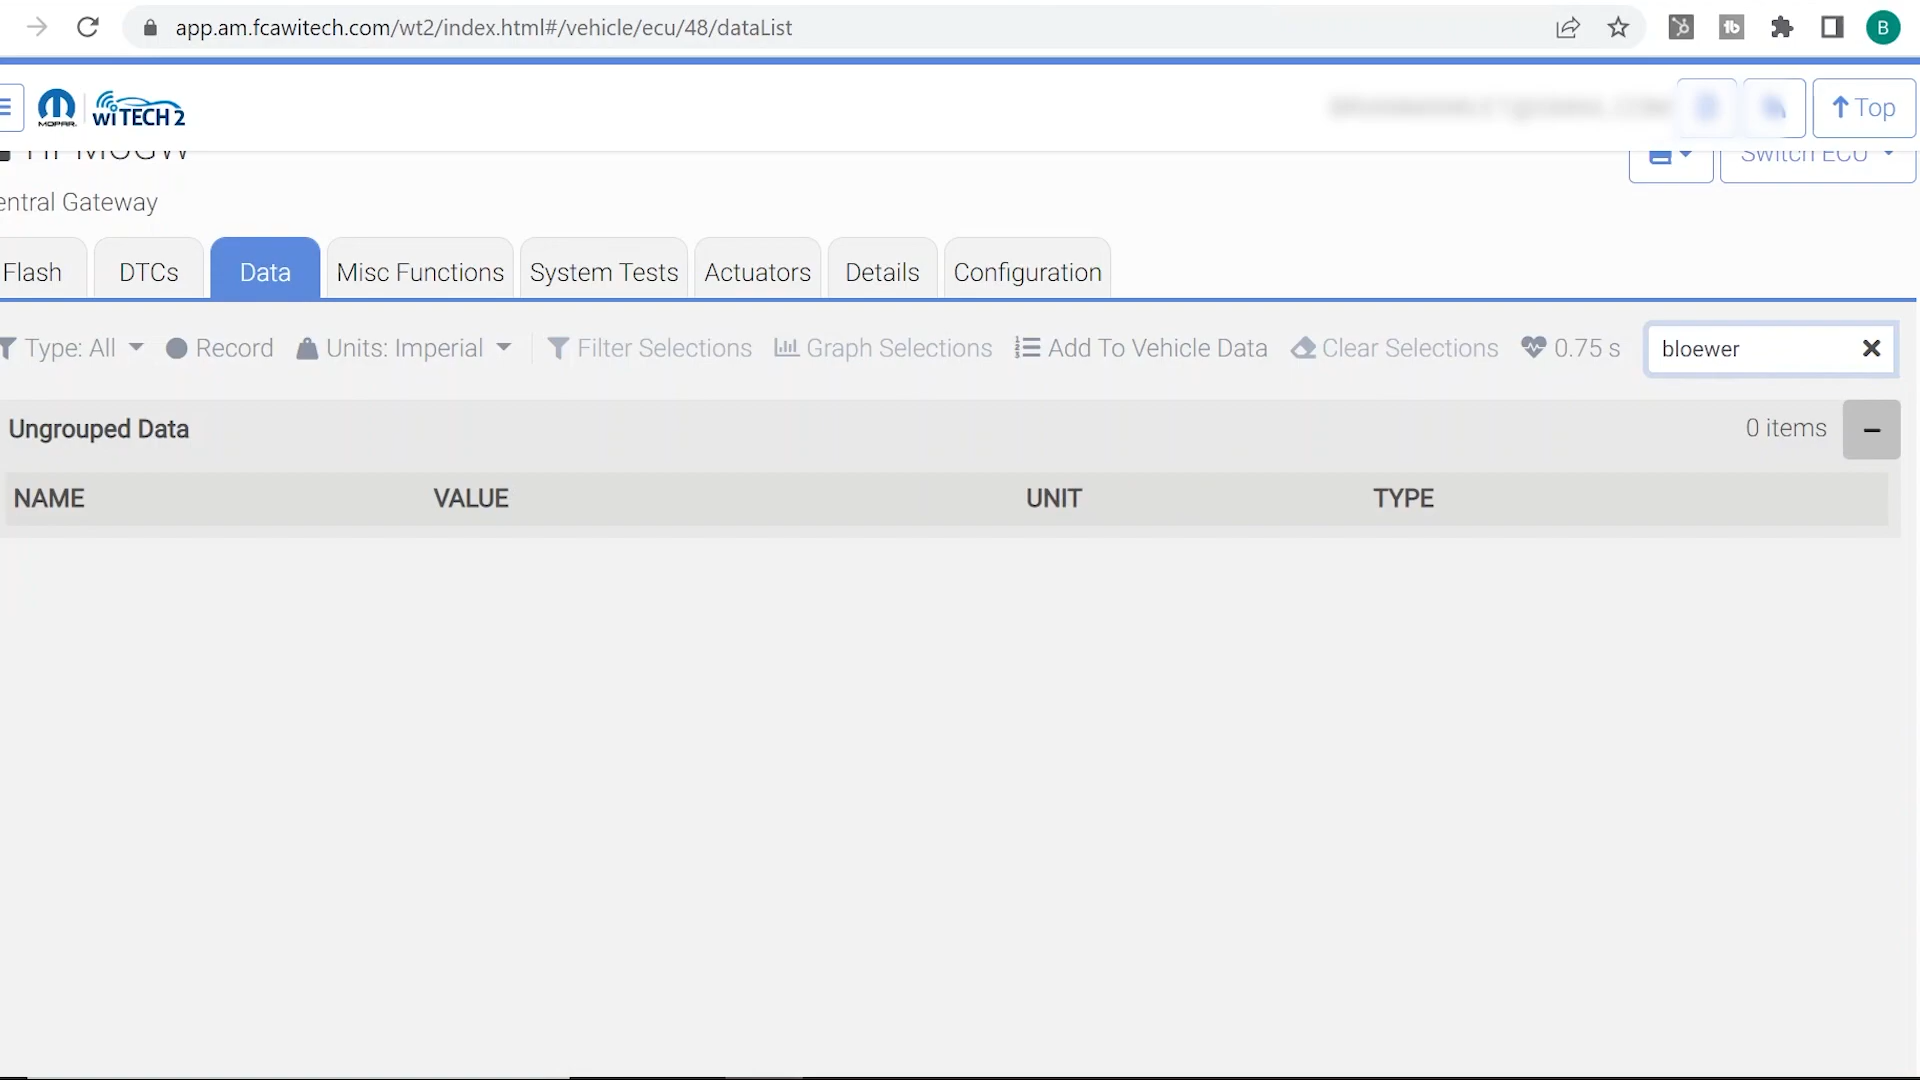 app.am.fcawitech.com/wt2/index.html#/vehicle/ecu/48/dataList
B
MOPAR
wiTECH 2
Top
Switch ECU
entral Gateway
Flash
DTCs
Data
Misc Functions
System Tests
Actuators
Details
Configuration
Type: All
Record
Units: Imperial
Filter Selections
Graph Selections
Add To Vehicle Data
Clear Selections
0.75 s
bloewer
Ungrouped Data
0 items
NAME
VALUE
UNIT
TYPE